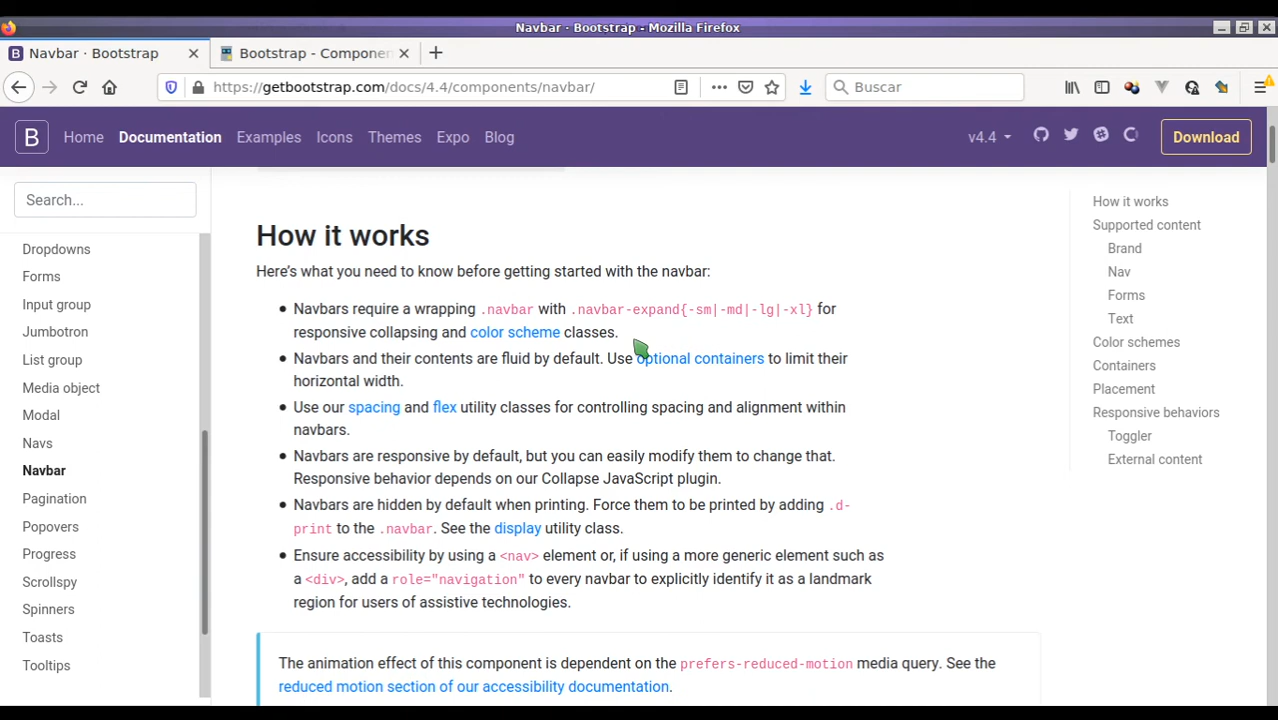 Navbar · Bootstrap - Mozilla Firefox
Navbar · Bootstrap
Bootstrap - Componen
https://getbootstrap.com/docs/4.4/components/navbar/
Buscar
B Home Documentation Examples Icons Themes Expo Blog v4.4 Download
Search...
Dropdowns
Forms
Input group
Jumbotron
List group
Media object
Modal
Navs
Navbar
Pagination
Popovers
Progress
Scrollspy
Spinners
Toasts
Tooltips
How it works
Here's what you need to know before getting started with the navbar:
• Navbars require a wrapping .navbar with .navbar-expand{-sm|-md|-lg|-xl} for
responsive collapsing and color scheme classes.
• Navbars and their contents are fluid by default. Use optional containers to limit their
horizontal width.
• Use our spacing and flex utility classes for controlling spacing and alignment within
navbars.
• Navbars are responsive by default, but you can easily modify them to change that.
Responsive behavior depends on our Collapse JavaScript plugin.
• Navbars are hidden by default when printing. Force them to be printed by adding .d-
print to the .navbar. See the display utility class.
• Ensure accessibility by using a <nav> element or, if using a more generic element such as
a <div>, add a role="navigation" to every navbar to explicitly identify it as a landmark
region for users of assistive technologies.
The animation effect of this component is dependent on the prefers-reduced-motion media query. See the
reduced motion section of our accessibility documentation.
How it works
Supported content
Brand
Nav
Forms
Text
Color schemes
Containers
Placement
Responsive behaviors
Toggler
External content